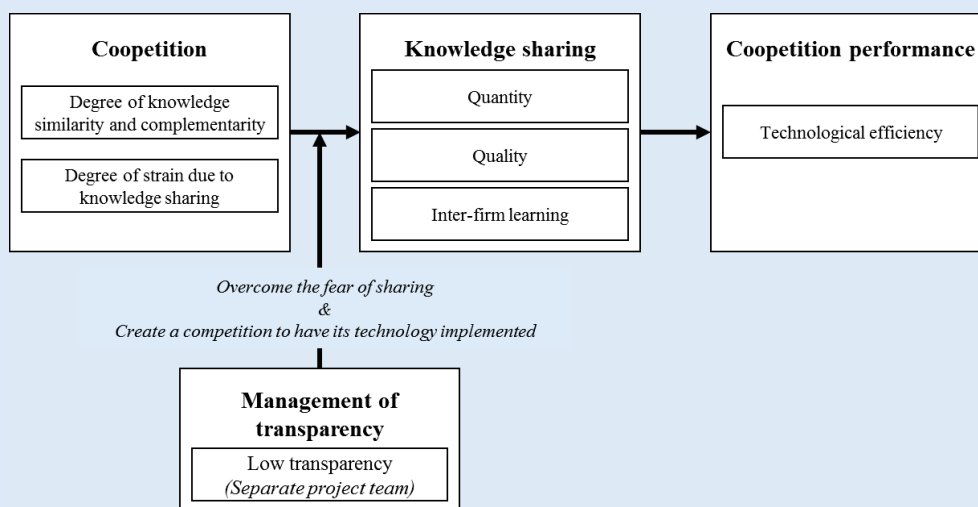 Coopetition
Degree of knowledge
similarity and complementarity
Degree of strain due to
knowledge sharing
Knowledge sharing
Quantity
Quality
Inter-firm learning
Coopetition performance
Technological efficiency
Overcome the fear of sharing
&
Create a competition to have its technology implemented
Management of
transparency
Low transparency
(Separate project team)